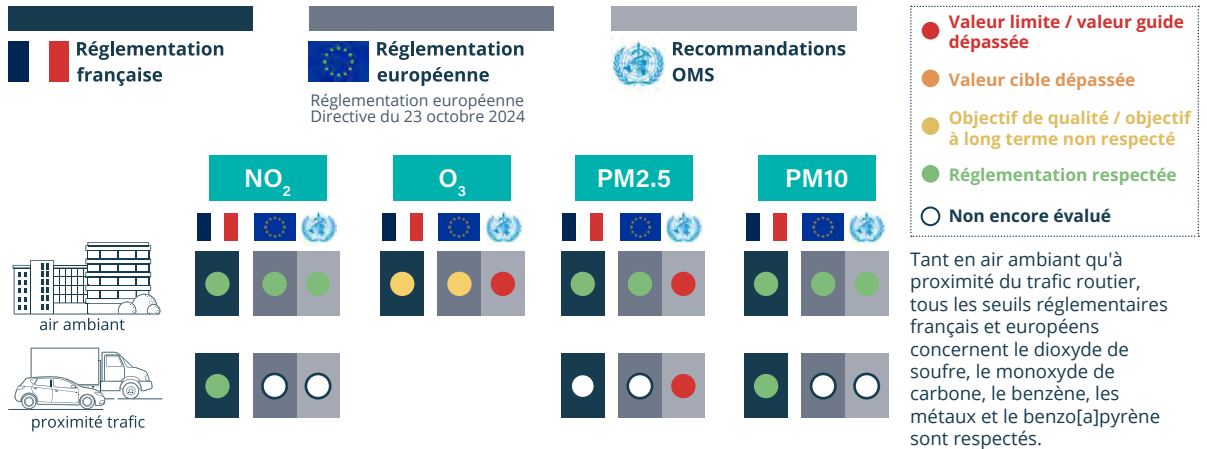 Réglementation
française
Réglementation
européenne
Réglementation européenne
Directive du 23 octobre 2024
Recommandations
OMS
Valeur limite / valeur guide
dépassée
Valeur cible dépassée
Objectif de qualité / objectif
à long terme non respecté
Réglementation respectée
Non encore évalué
NO₂
O₃
PM2.5
PM10
air ambiant
proximité trafic
Tant en air ambiant qu'à
proximité du trafic routier,
tous les seuils réglementaires
français et européens
concernent le dioxyde de
soufre, le monoxyde de
carbone, le benzène, les
métaux et le benzo[a]pyrène
sont respectés.